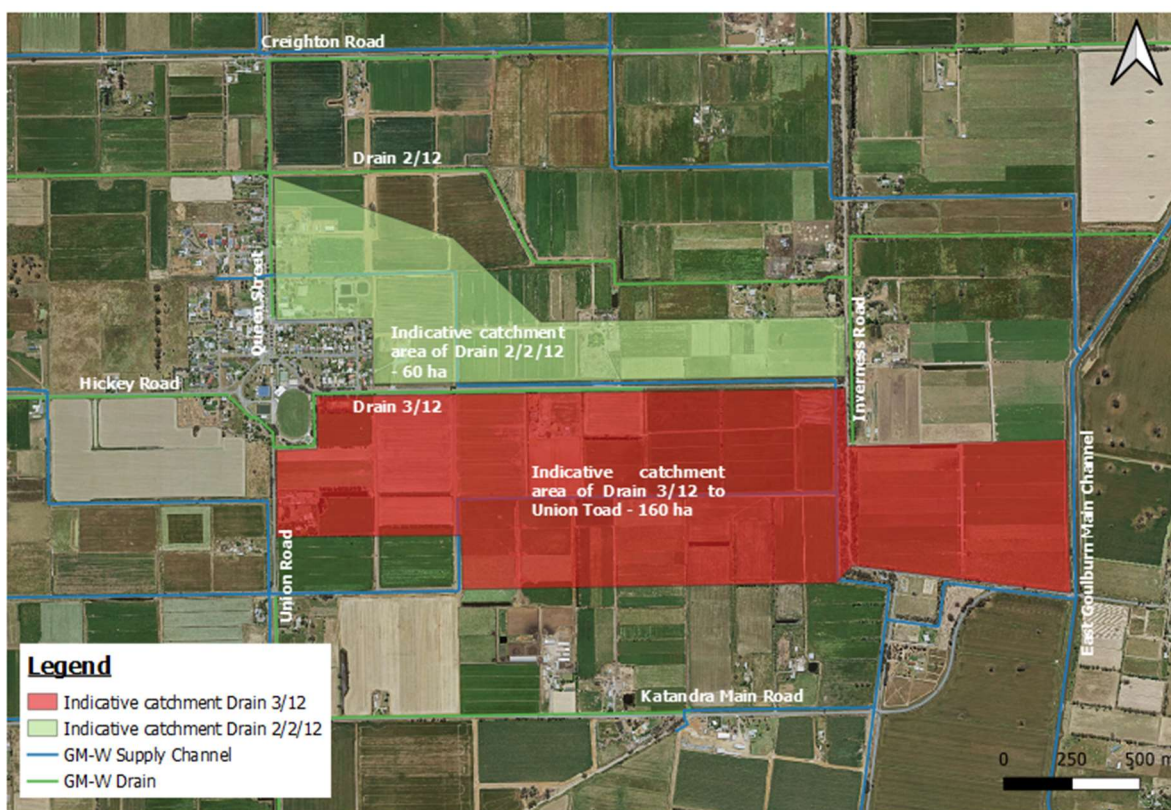 Creighton Road
Drain 2/12
Queen Street
Indicative catchment
area of Drain 2/2/12
- 60 ha
Inverness Road
Hickey Road
Drain 3/12
Indicative catchment
area of Drain 3/12 to
Union Toad - 160 ha
Union Road
East Goulburn Main Channel
Katandra Main Road
Legend
Indicative catchment Drain 3/12
Indicative catchment Drain 2/2/12
GM-W Supply Channel
GM-W Drain
0 250 500 m